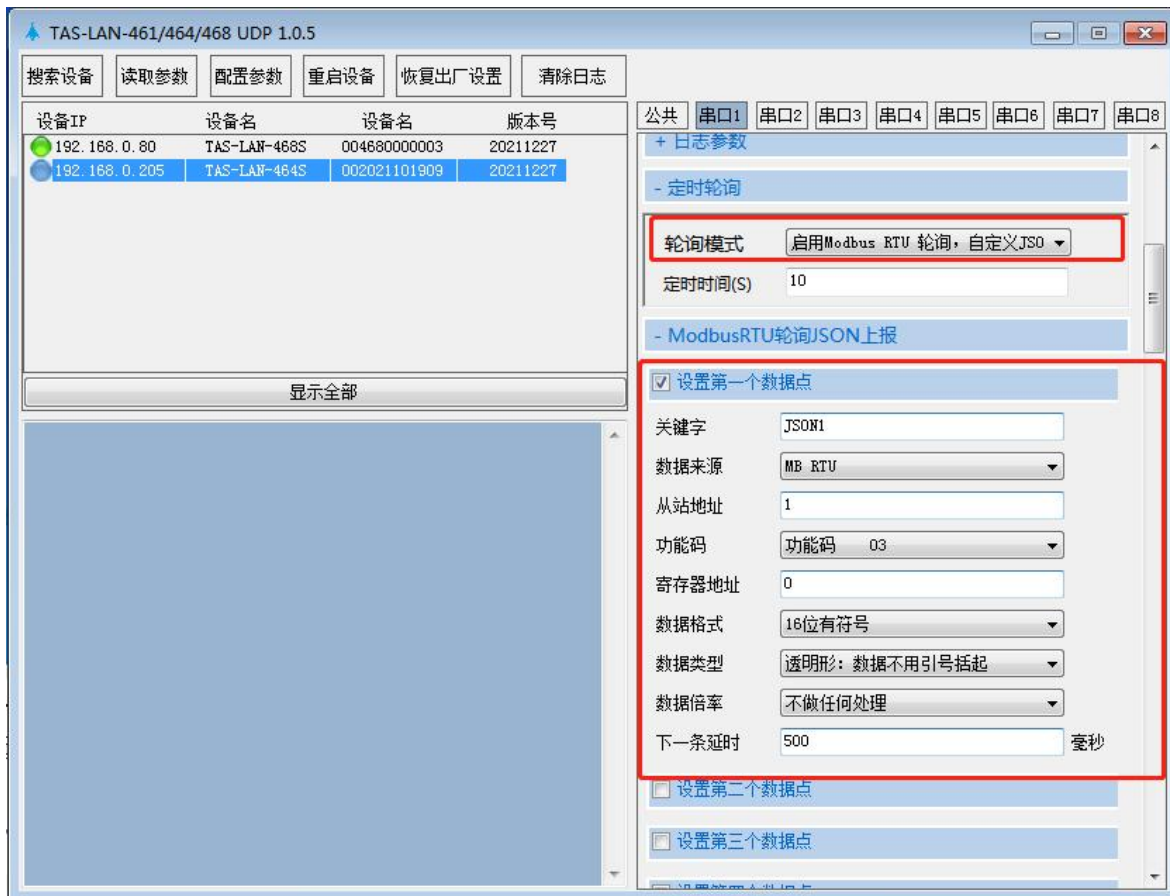 TAS-LAN-461/464/468 UDP 1.0.5
搜索设备 读取参数 配置参数 重启设备 恢复出厂设置 清除日志
设备IP 设备名 设备名 版本号
192.168.0.80 TAS-LAN-468S 004680000003 20211227
192.168.0.205 TAS-LAN-464S 002021101909 20211227
显示全部
公共 串口1 串口2 串口3 串口4 串口5 串口6 串口7 串口8
+ 日志参数
- 定时轮询
轮询模式 启用Modbus RTU 轮询，自定义JSO
定时时间(S) 10
- ModbusRTU轮询JSON上报
设置第一个数据点
关键字 JSON1
数据来源 MB RTU
从站地址 1
功能码 功能码 03
寄存器地址 0
数据格式 16位有符号
数据类型 透明形：数据不用引号括起
数据倍率 不做任何处理
下一条延时 500 毫秒
设置第二个数据点
设置第三个数据点